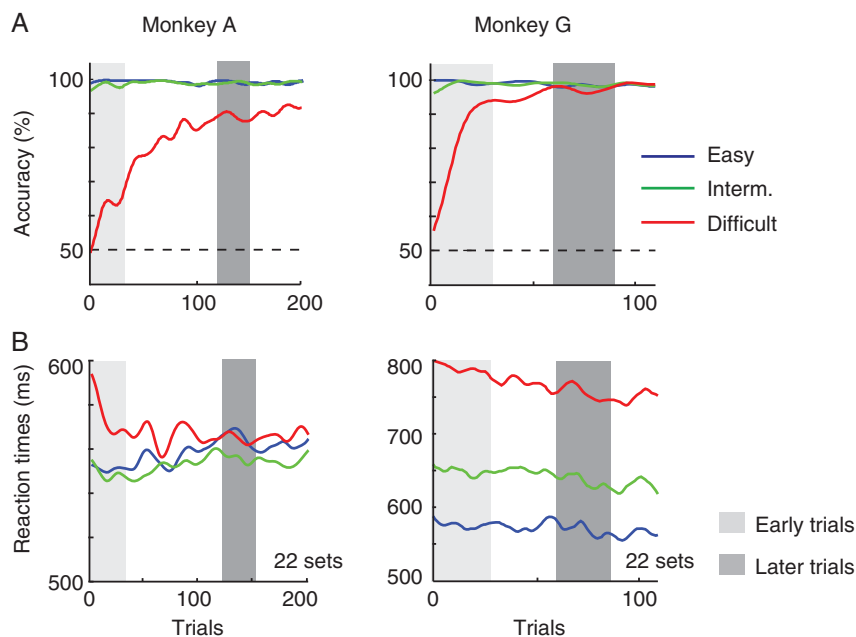 A
Monkey A
Monkey G
Accuracy (%)
100
50
0
100
200
100
50
0
100
Easy
Interm.
Difficult
B
Reaction times (ms)
600
500
0
100
200
Trials
22 sets
800
700
650
600
550
500
0
100
Trials
22 sets
Early trials
Later trials